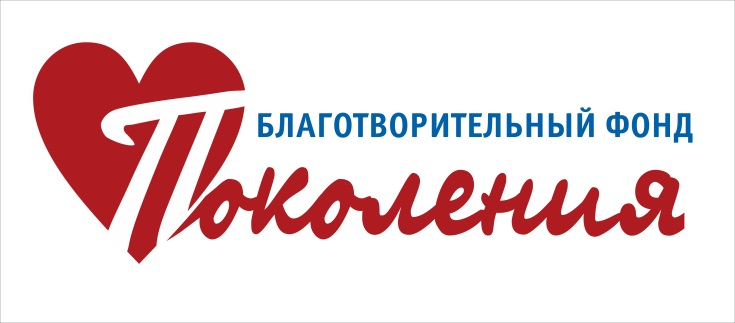 БЛАГОТВОРИТЕЛЬНЫЙ ФОНД
Поколения